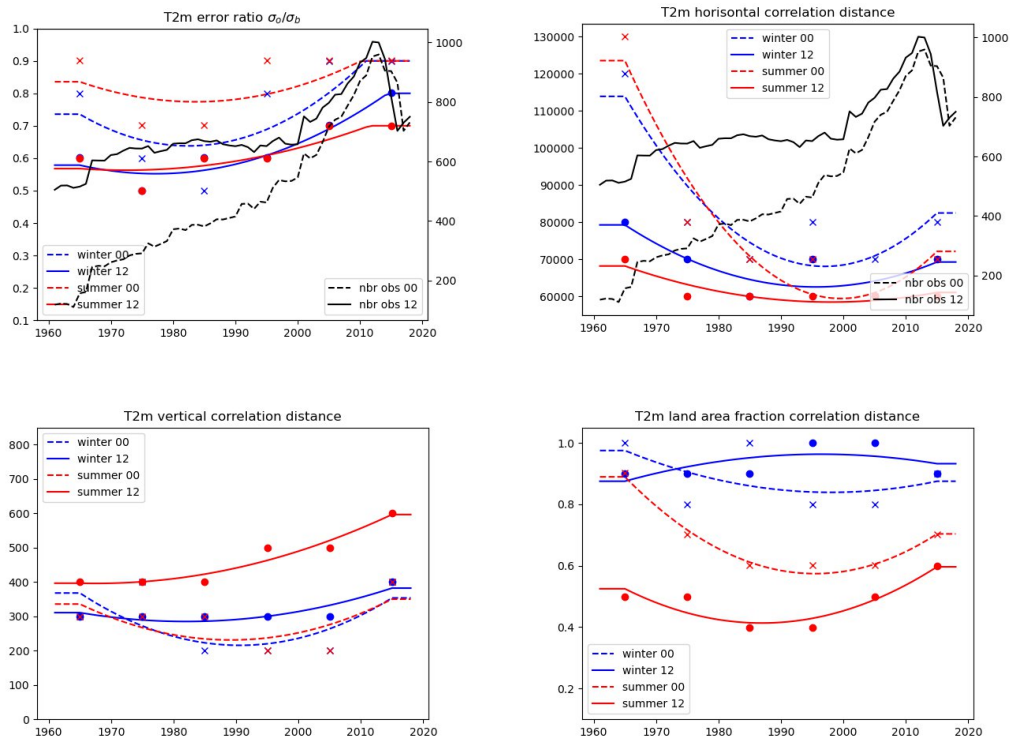 T2m error ratio σo/σb
1.0
0.9
0.8
0.7
0.6
0.5
0.4
0.3
0.2
0.1
1000
800
600
400
200
winter 00
winter 12
summer 00
summer 12
nbr obs 00
nbr obs 12
1960 1970 1980 1990 2000 2010 2020
T2m horisontal correlation distance
130000
120000
110000
100000
90000
80000
70000
60000
1000
800
600
400
200
winter 00
winter 12
summer 00
summer 12
nbr obs 00
nbr obs 12
1960 1970 1980 1990 2000 2010 2020
T2m vertical correlation distance
800
700
600
500
400
300
200
100
0
winter 00
winter 12
summer 00
summer 12
1960 1970 1980 1990 2000 2010 2020
T2m land area fraction correlation distance
1.0
0.8
0.6
0.4
0.2
winter 00
winter 12
summer 00
summer 12
1960 1970 1980 1990 2000 2010 2020